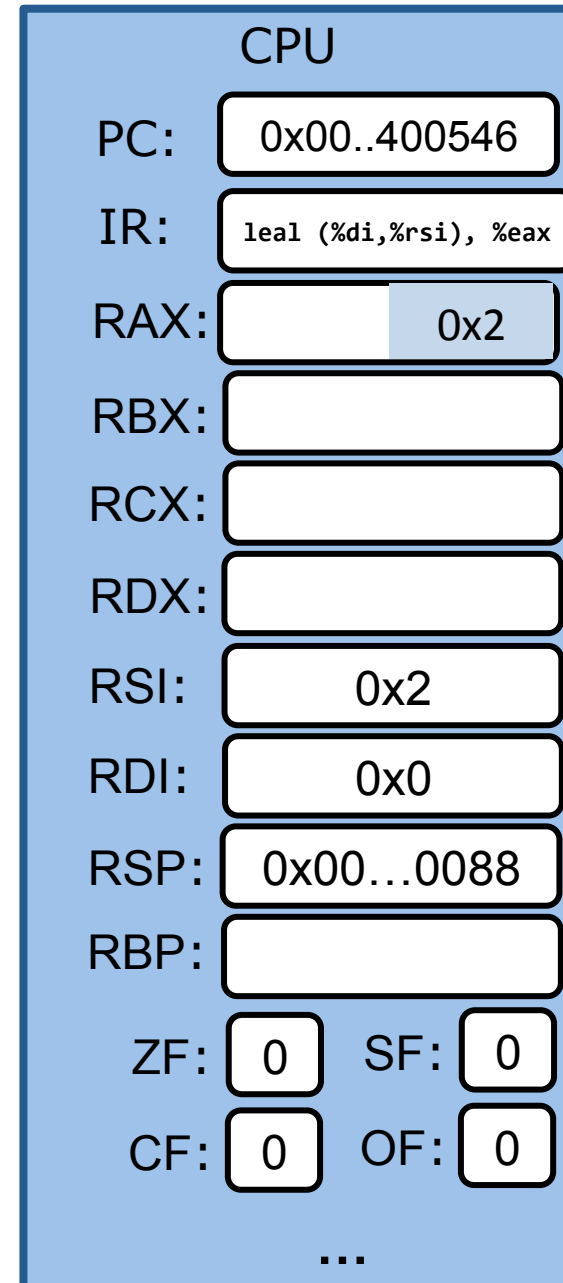 CPU
PC: 0x00..400546
IR: leal (%di,%rsi), %eax
RAX: 0x2
RBX:
RCX:
RDX:
RSI: 0x2
RDI: 0x0
RSP: 0x00...0088
RBP:
ZF: 0 SF: 0
CF: 0 OF: 0
...